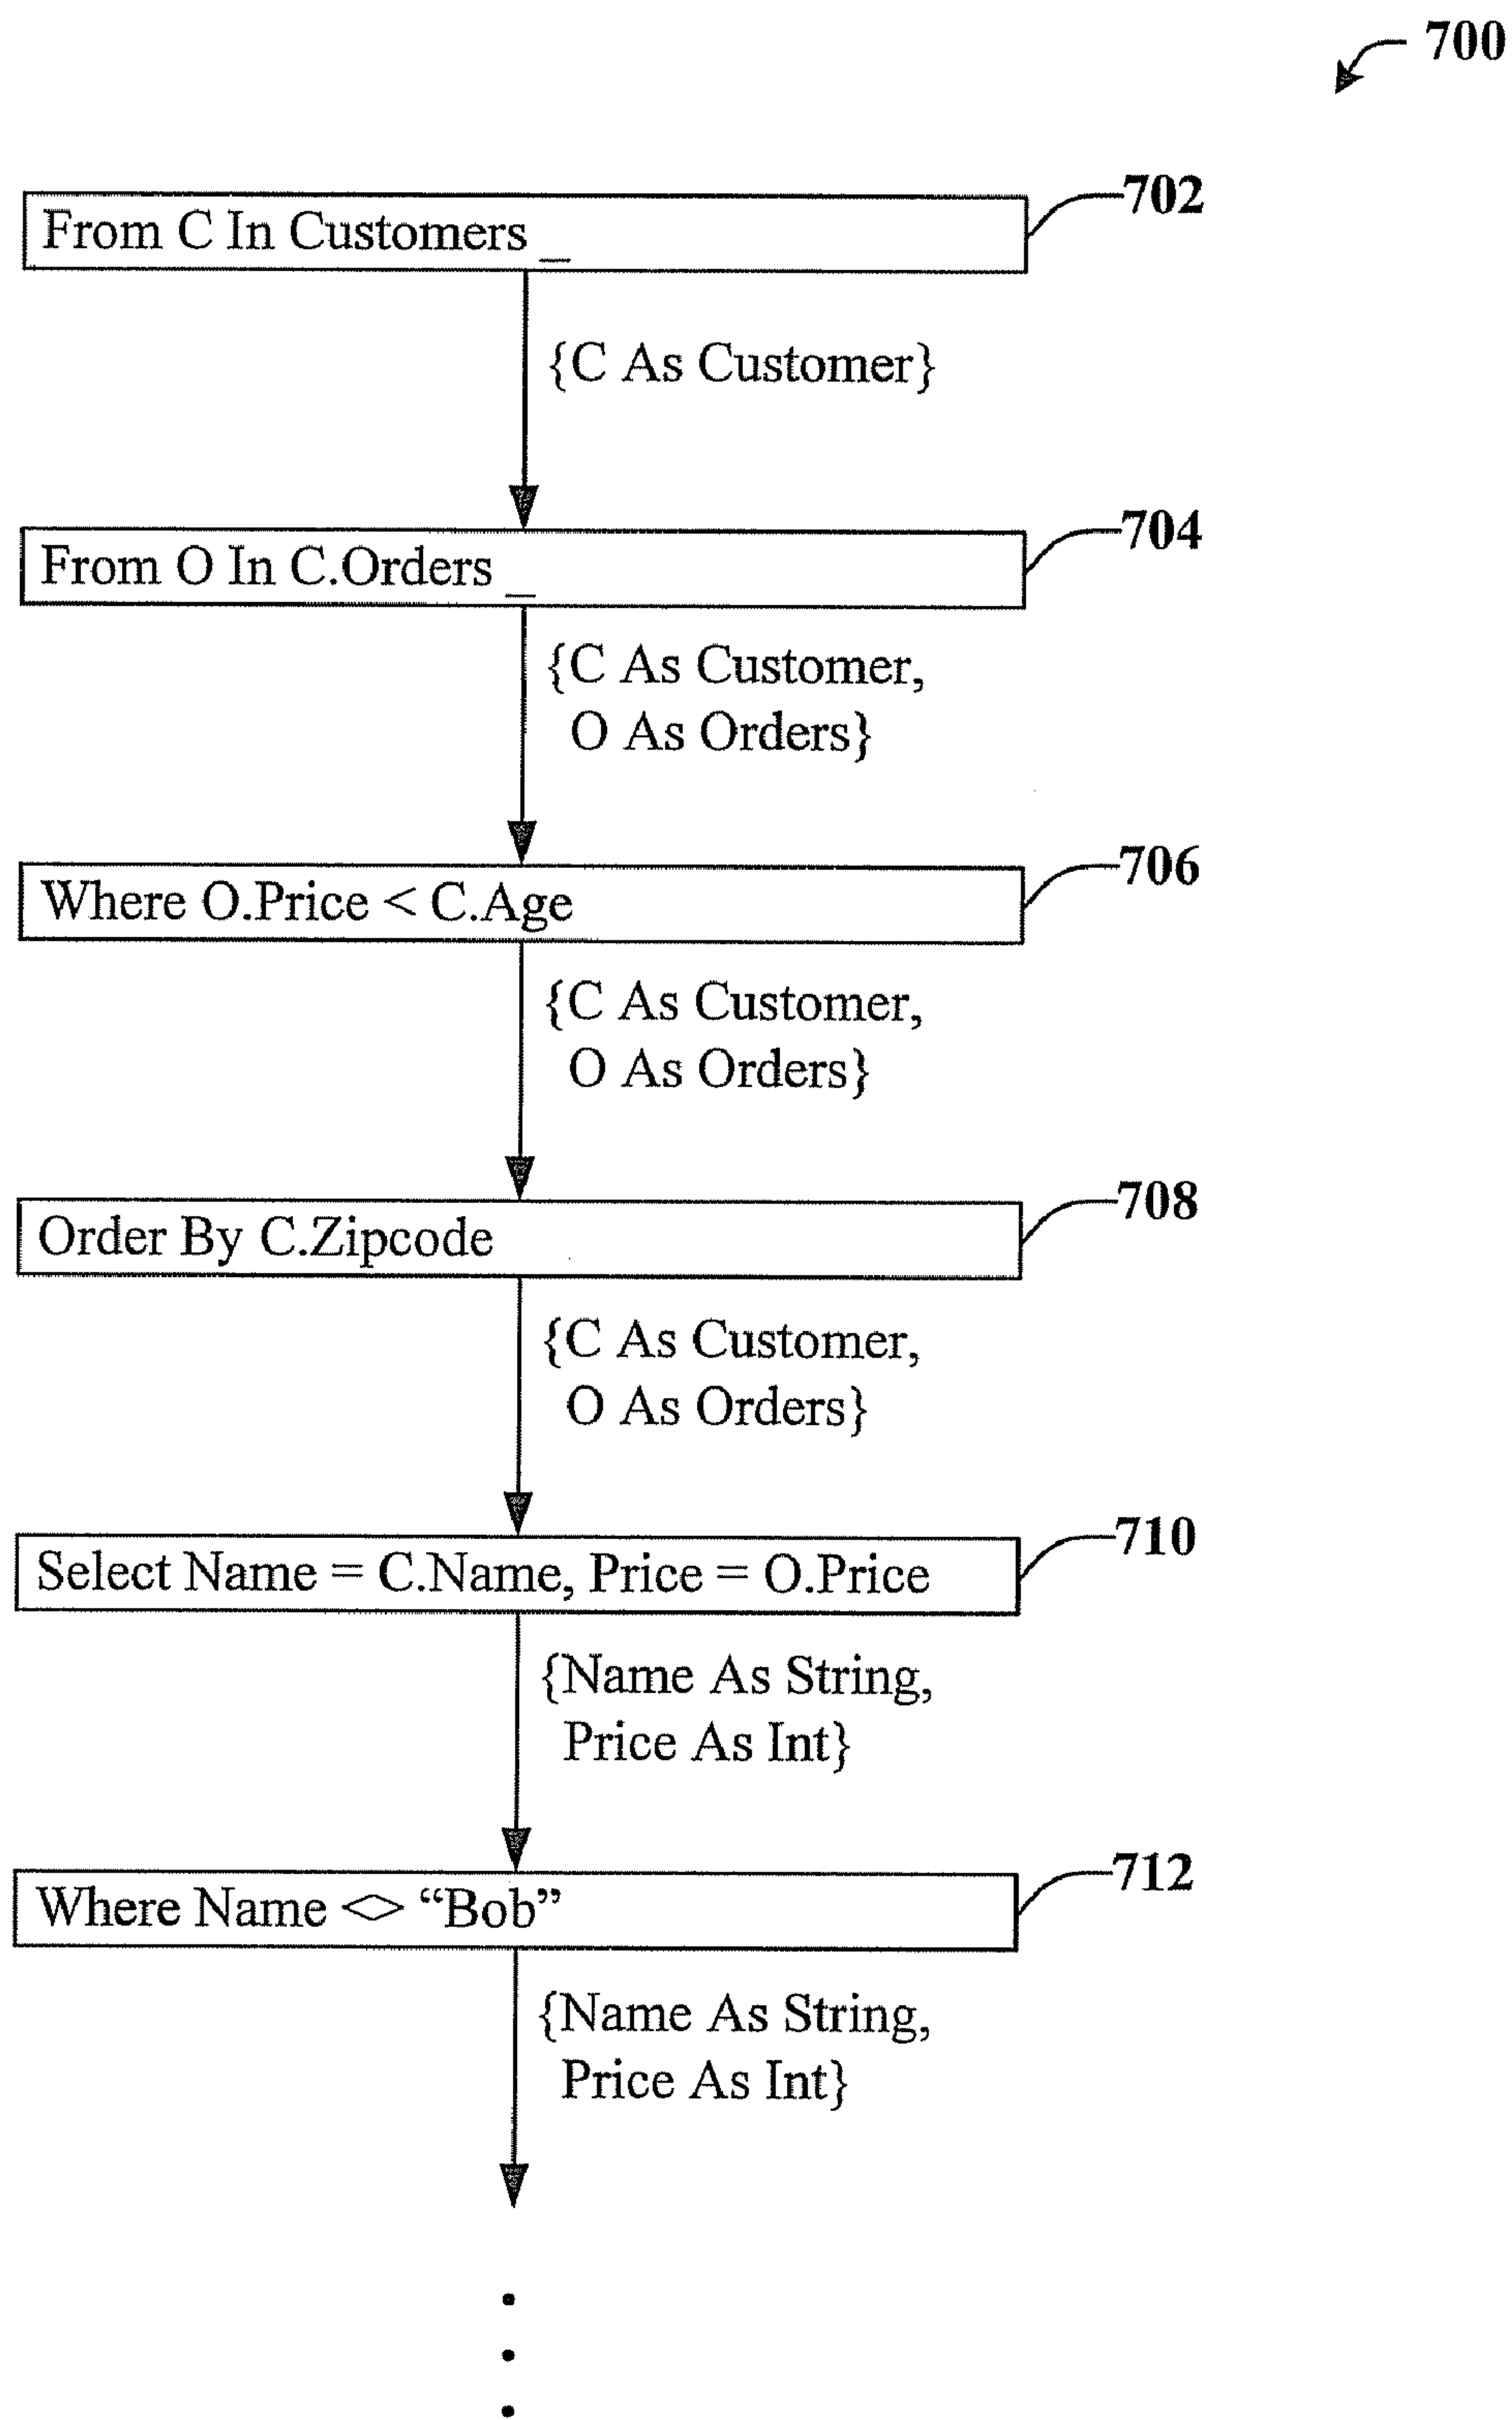 700
702
From C In Customers _
{C As Customer}
704
From O In C.Orders _
{C As Customer,
O As Orders}
706
Where O.Price < C.Age
{C As Customer,
O As Orders}
708
Order By C.Zipcode
{C As Customer,
O As Orders}
710
Select Name = C.Name, Price = O.Price
{Name As String,
Price As Int}
712
Where Name <> “Bob”
{Name As String,
Price As Int}